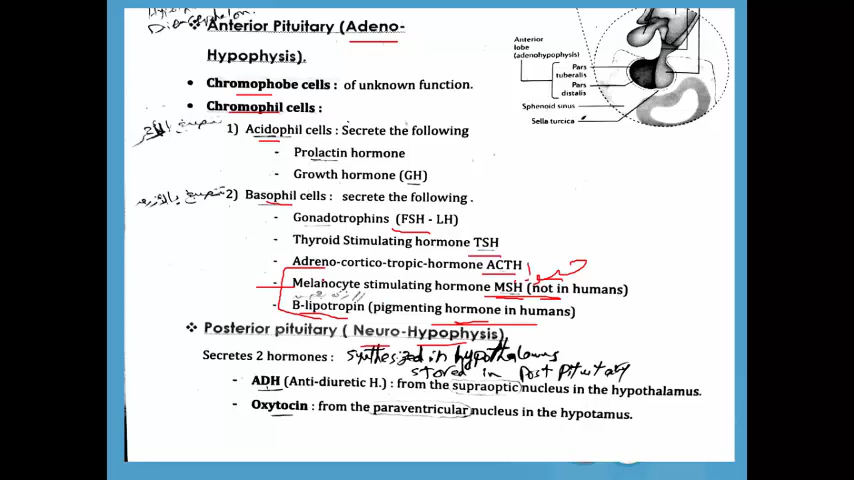 ❖ Anterior Pituitary (Adeno-
Hypophysis).
Anterior
lobe
(adenohypophysis)
Pars
tuberalis
Pars
distalis
Sphenoid sinus
Sella turcica
• Chromophobe cells : of unknown function.
• Chromophil cells :
1) Acidophil cells : Secrete the following
- Prolactin hormone
- Growth hormone (GH)
2) Basophil cells : secrete the following .
- Gonadotrophins (FSH - LH)
- Thyroid Stimulating hormone TSH
- Adreno-cortico-tropic-hormone ACTH
- Melanocyte stimulating hormone MSH (not in humans)
- B-lipotropin (pigmenting hormone in humans)
❖ Posterior pituitary ( Neuro-Hypophysis)
Secretes 2 hormones : synthesized in hypothalamus
stored in post pituitary
- ADH (Anti-diuretic H.) : from the supraoptic nucleus in the hypothalamus.
- Oxytocin : from the paraventricular nucleus in the hypotamus.